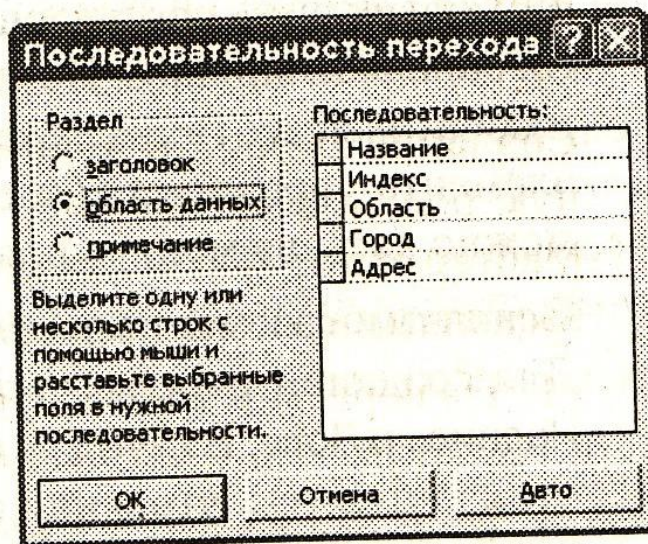 Последовательность перехода
Раздел
заголовок
область данных
примечание
Выделите одну или
несколько строк с
помощью мыши и
расставьте выбранные
поля в нужной
последовательности.
Последовательность:
Название
Индекс
Область
Город
Адрес
ОК
Отмена
Авто